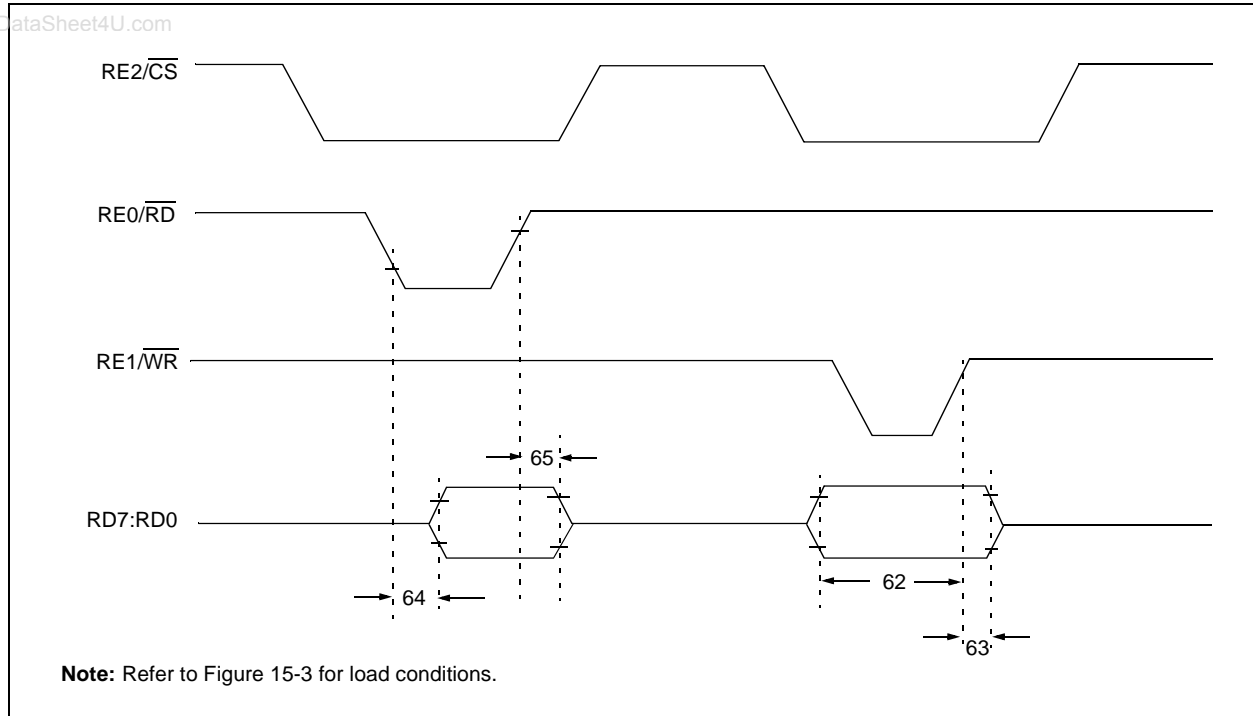 DataSheet4U.com
RE2/CS
RE0/RD
RE1/WR
65
RD7:RD0
64
62
63
Note: Refer to Figure 15-3 for load conditions.